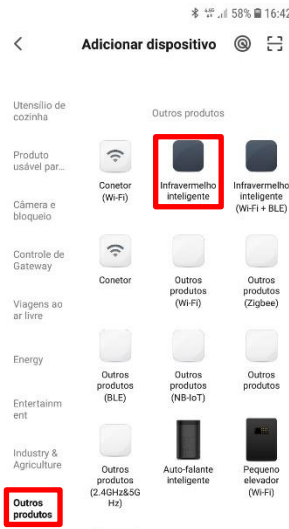 58% 16:42
Adicionar dispositivo
Utensílio de
cozinha
Produto
usável par...
Câmera e
bloqueio
Controle de
Gateway
Viagens ao
ar livre
Energy
Entertainm
ent
Industry &
Agriculture
Outros
produtos
Outros produtos
Conetor
(Wi-Fi)
Infravermelho
inteligente
Infravermelho
inteligente
(Wi-Fi + BLE)
Conetor
Outros
produtos
(Wi-Fi)
Outros
produtos
(Zigbee)
Outros
produtos
(BLE)
Outros
produtos
(NB-IoT)
Outros
produtos
Outros
produtos
(2.4GHz&5G
Hz)
Auto-falante
inteligente
Pequeno
elevador
(Wi-Fi)